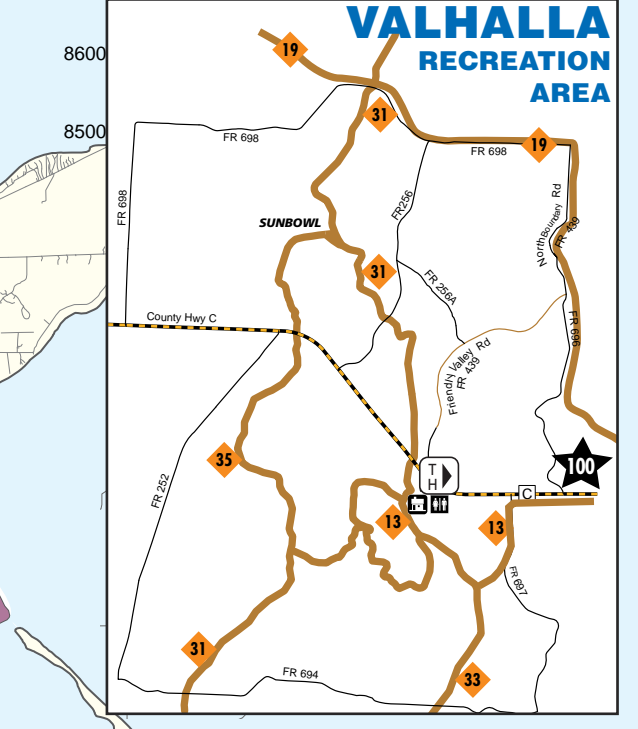 VALHALLA
RECREATION
AREA
8600
8500
19
31
19
FR 698
FR 698
FR 698
FR256
North Boundary Rd
FR 439
SUNBOWL
31
FR 256A
County Hwy C
FR 696
Friendly Valley Rd
FR 439
35
T
H
100
C
FR 252
13
13
FR 697
31
FR 694
33